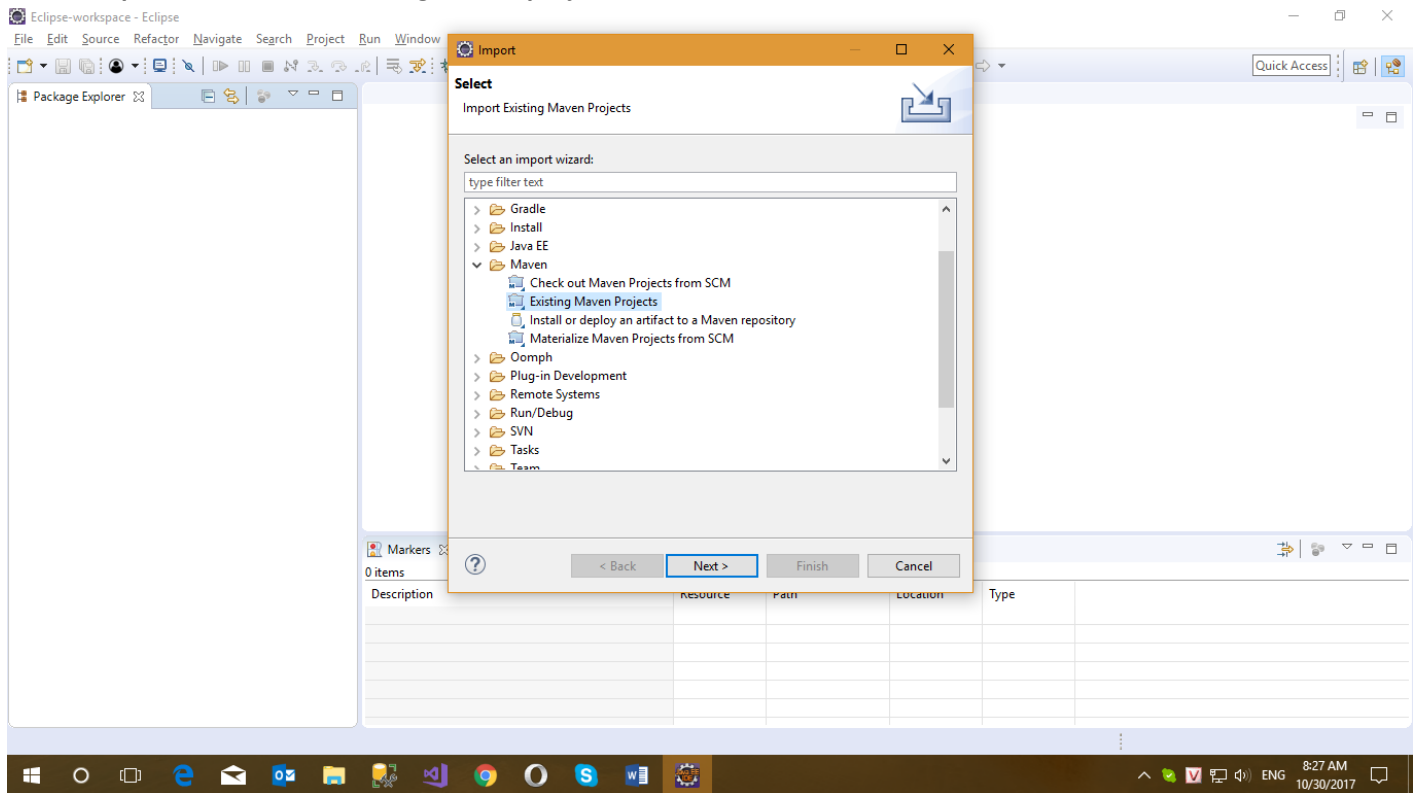 Eclipse-workspace - Eclipse
File Edit Source Refactor Navigate Search Project Run Window
Quick Access
Package Explorer
Import
Select
Import Existing Maven Projects
Select an import wizard:
type filter text
Gradle
Install
Java EE
Maven
Check out Maven Projects from SCM
Existing Maven Projects
Install or deploy an artifact to a Maven repository
Materialize Maven Projects from SCM
Oomph
Plug-in Development
Remote Systems
Run/Debug
SVN
Tasks
Team
? < Back Next > Finish Cancel
Markers
0 items
Description Resource Path Location Type
ENG
8:27 AM
10/30/2017